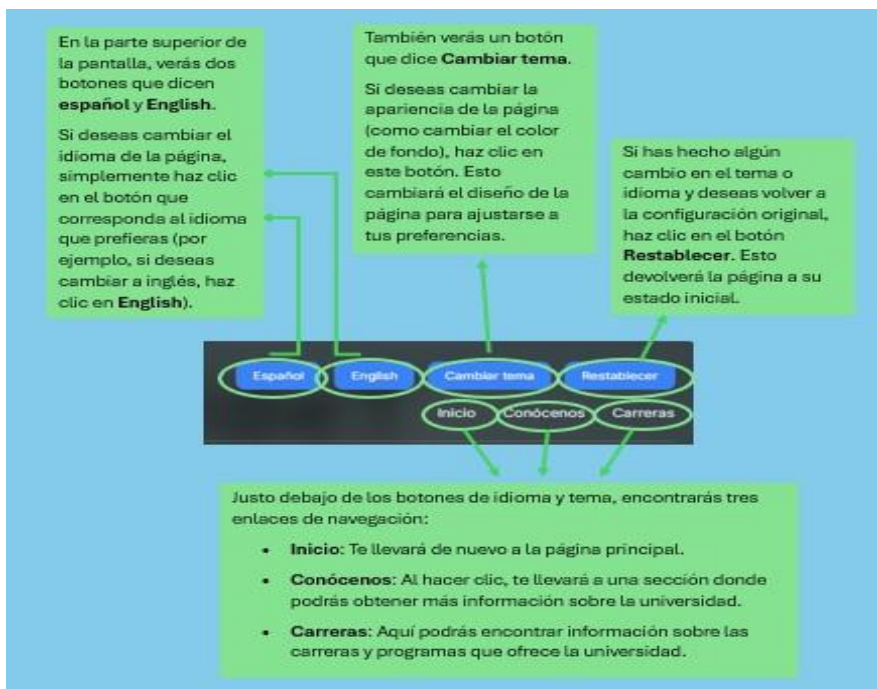 En la parte superior de
la pantalla, verás dos
botones que dicen
español y English.
Si deseas cambiar el
idioma de la página,
simplemente haz clic
en el botón que
corresponda al idioma
que prefieras (por
ejemplo, si deseas
cambiar a inglés, haz
clic en English).
También verás un botón
que dice Cambiar tema.
Si deseas cambiar la
apariencia de la página
(como cambiar el color
de fondo), haz clic en
este botón. Esto
cambiará el diseño de la
página para ajustarse a
tus preferencias.
Si has hecho algún
cambio en el tema o
idioma y deseas volver a
la configuración original,
haz clic en el botón
Restablecer. Esto
devolverá la página a su
estado inicial.
Español English Cambiar tema Restablecer
Inicio Conócenos Carreras
Justo debajo de los botones de idioma y tema, encontrarás tres
enlaces de navegación:
• Inicio: Te llevará de nuevo a la página principal.
• Conócenos: Al hacer clic, te llevará a una sección donde
podrás obtener más información sobre la universidad.
• Carreras: Aquí podrás encontrar información sobre las
carreras y programas que ofrece la universidad.